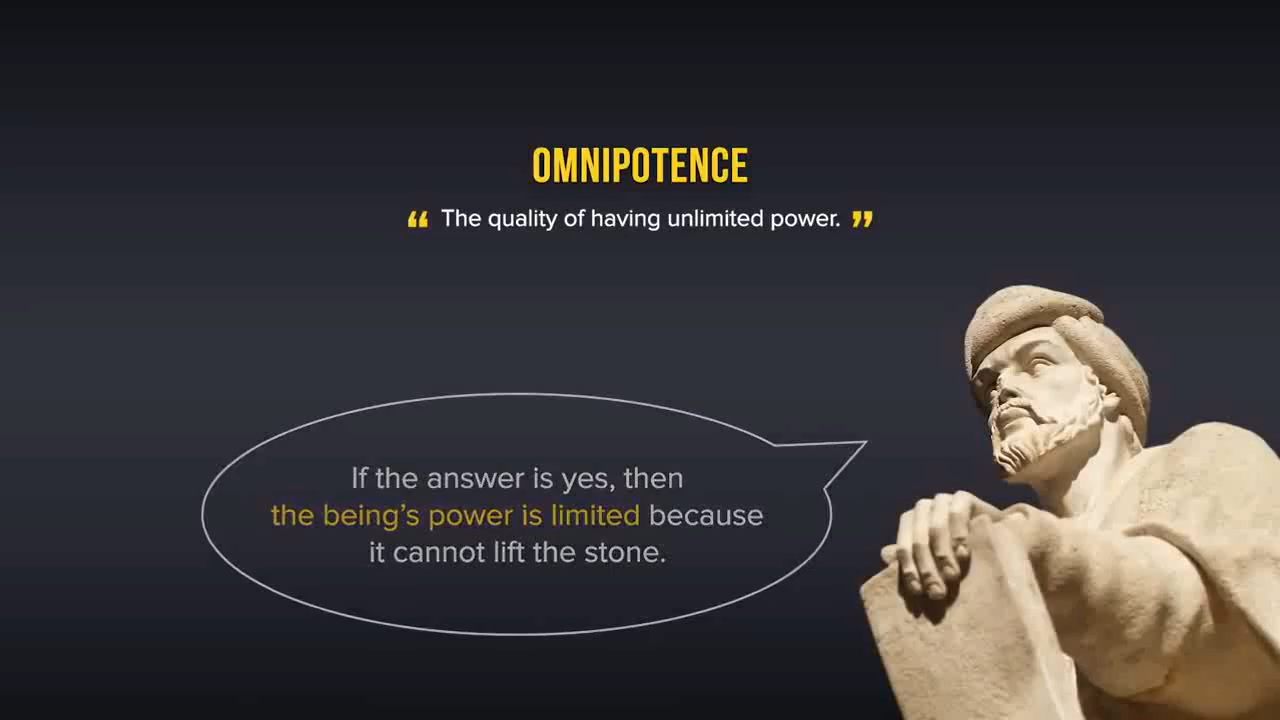 OMNIPOTENCE
“ The quality of having unlimited power. ”
If the answer is yes, then
the being’s power is limited because
it cannot lift the stone.